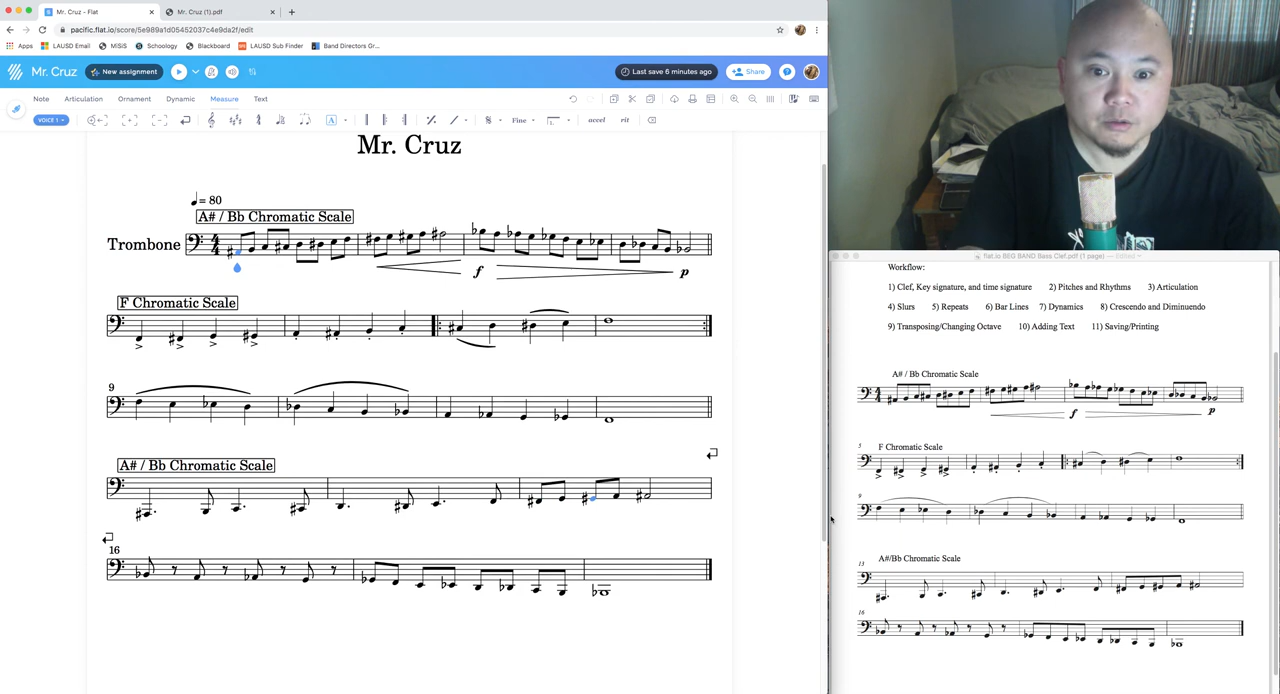 Mr. Cruz - Flat
Mr. Cruz (1).pdf
pacific.flat.io/score/5e989a1d05452037c4e9da2f/edit
Apps
LAUSD Email
MiSiS
Schoology
Blackboard
LAUSD Sub Finder
Band Directors Gr...
Mr. Cruz
New assignment
Last save 6 minutes ago
Share
Note
Articulation
Ornament
Dynamic
Measure
Text
VOICE 1
A
Fine
1.
accel
rit
Mr. Cruz
= 80
A# / Bb Chromatic Scale
Trombone
4
4
f
p
F Chromatic Scale
9
A# / Bb Chromatic Scale
16
flat.io BEG BAND Bass Clef.pdf (1 page) — Edited
Workflow:
1) Clef, Key signature, and time signature 2) Pitches and Rhythms 3) Articulation
4) Slurs 5) Repeats 6) Bar Lines 7) Dynamics 8) Crescendo and Diminuendo
9) Transposing/Changing Octave 10) Adding Text 11) Saving/Printing
A# / Bb Chromatic Scale
4
4
f
p
5
F Chromatic Scale
9
A#/Bb Chromatic Scale
13
16